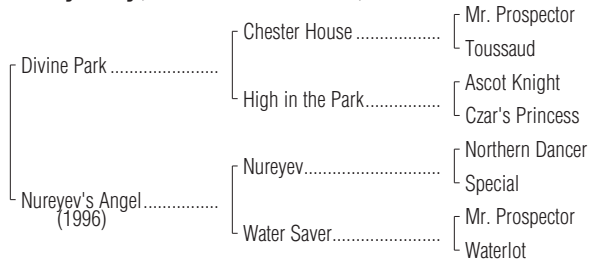 Mr. Prospector
Chester House
Toussaud
Divine Park
Ascot Knight
High in the Park
Czar's Princess
Northern Dancer
Nureyev
Special
Nureyev's Angel
(1996)
Mr. Prospector
Water Saver
Waterlot